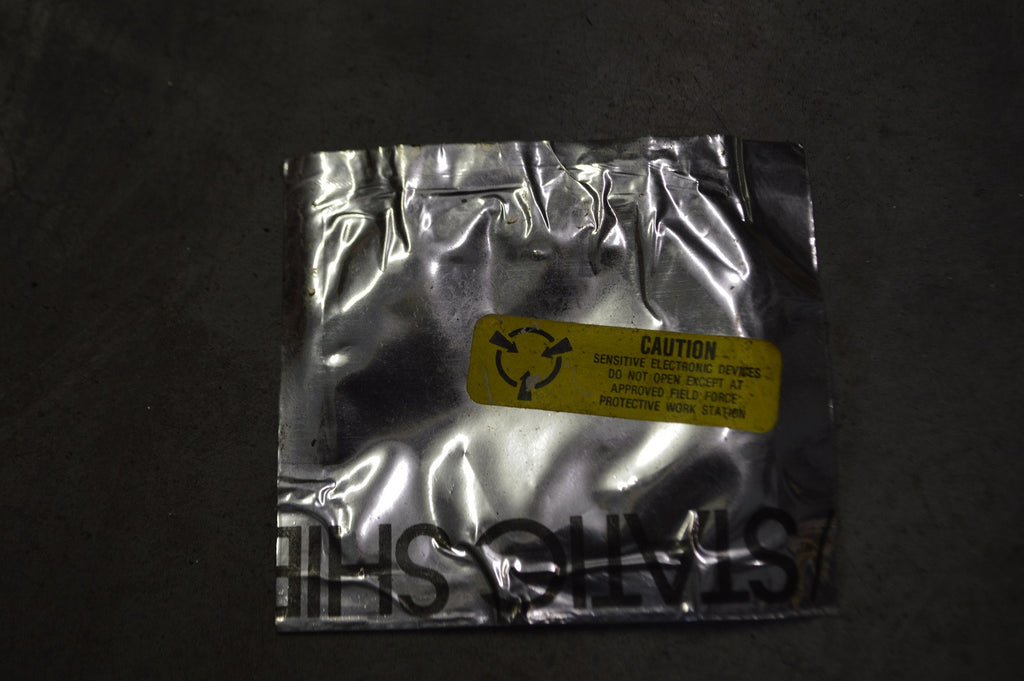 CAUTION
SENSITIVE ELECTRONIC DEVICES
DO NOT OPEN EXCEPT AT
APPROVED FIELD FORCE
PROTECTIVE WORK STATION
STATIC SHIE